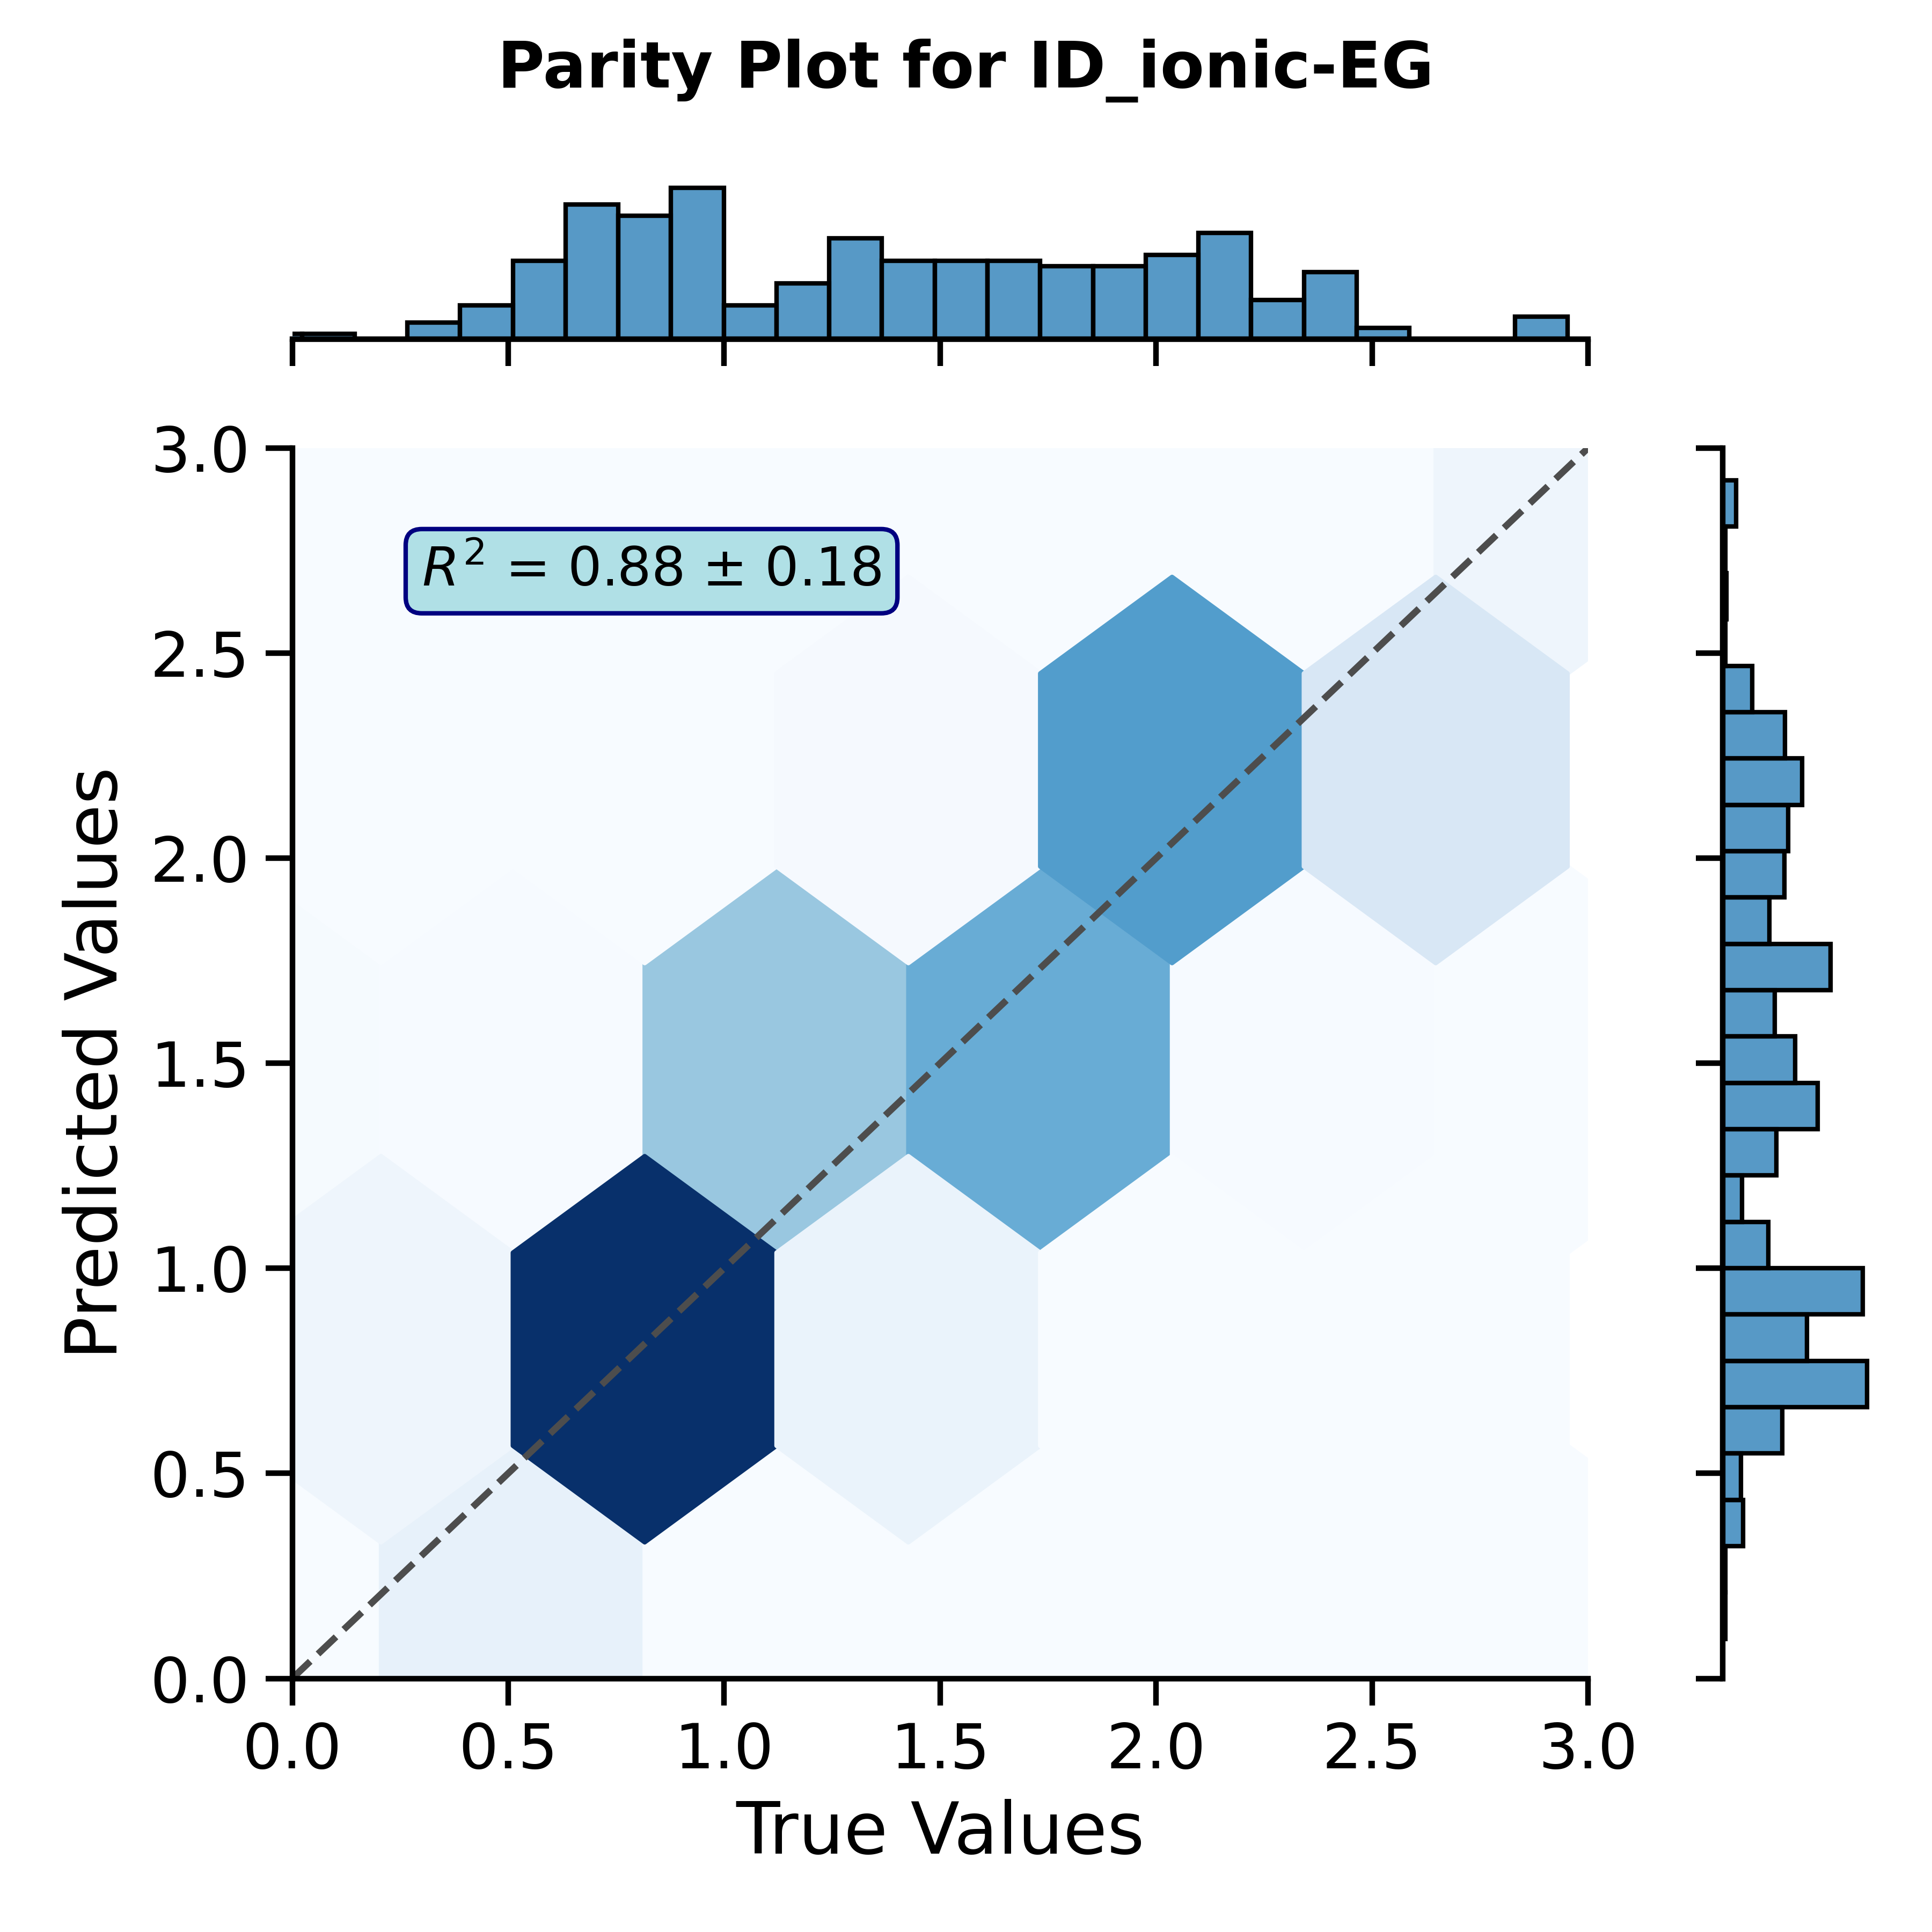 Parity Plot for ID_ionic-EG
3.0
R² = 0.88 ± 0.18
2.5
2.0
1.5
1.0
0.5
0.0
0.0 0.5 1.0 1.5 2.0 2.5 3.0
Predicted Values
True Values